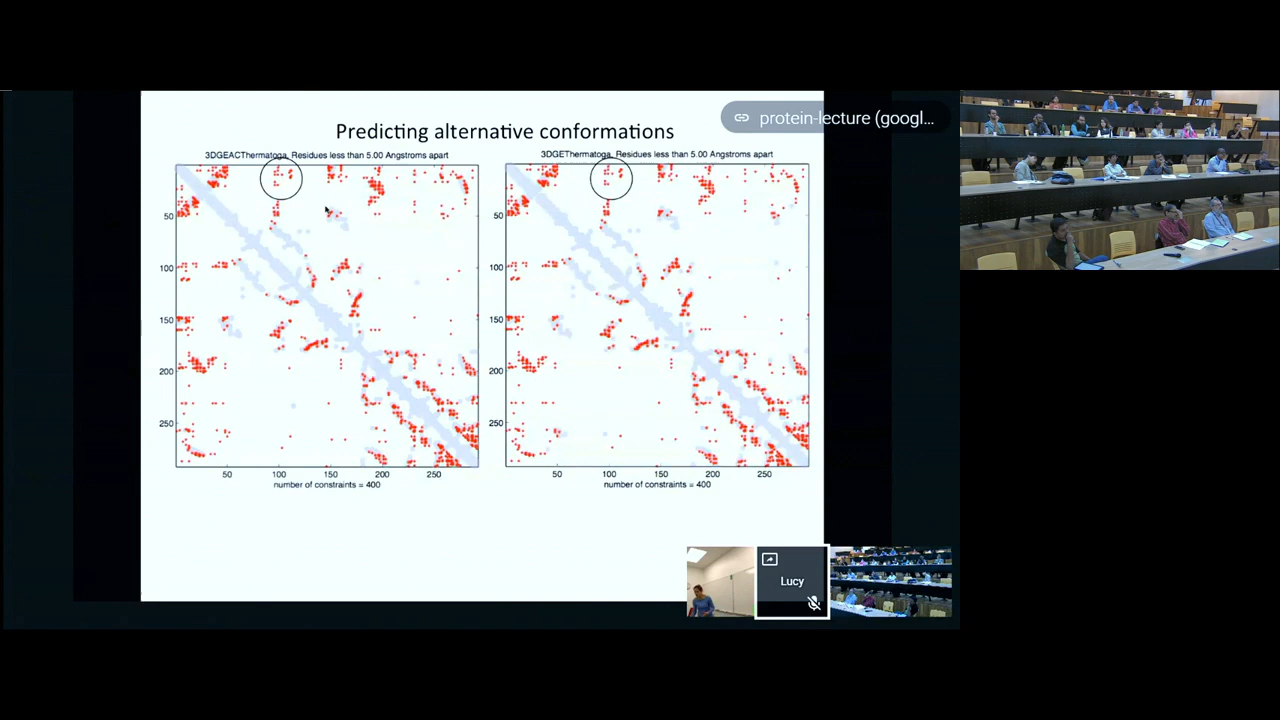 protein-lecture (googl...
Predicting alternative conformations
3DGEACThermatoga, Residues less than 5.00 Angstroms apart
3DGEThermatoga, Residues less than 5.00 Angstroms apart
50
100
150
200
250
50
100
150
200
250
50 100 150 200 250
50 100 150 200 250
number of constraints = 400
number of constraints = 400
Lucy